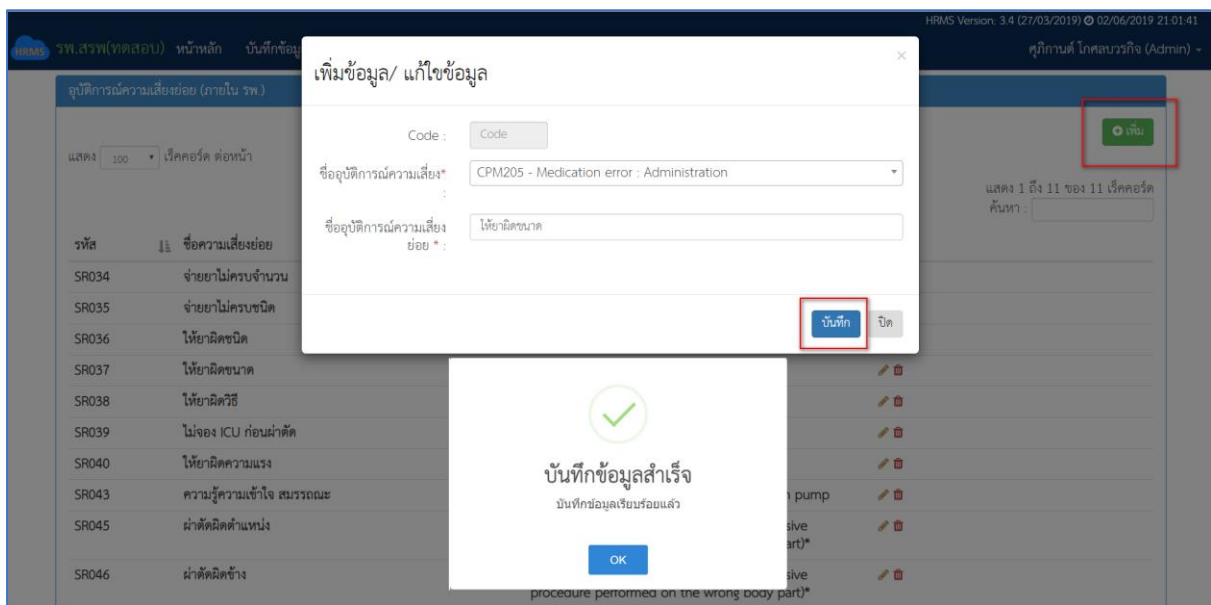 HRMS Version: 3.4 (27/03/2019) 02/06/2019 21:01:41
HRMS รพ.สรพ(ทดสอบ) หน้าหลัก บันทึกข้อมู ศุภิกานต์ โกศลบวรกิจ (Admin)
อุบัติการณ์ความเสี่ยงย่อย (ภายใน รพ.)
เพิ่มข้อมูล/ แก้ไขข้อมูล
×
เพิ่ม
Code : Code
แสดง 100 เร็คคอร์ด ต่อหน้า
ชื่ออุบัติการณ์ความเสี่ยง* CPM205 - Medication error : Administration
:
แสดง 1 ถึง 11 ของ 11 เร็คคอร์ด
ค้นหา :
ชื่ออุบัติการณ์ความเสี่ยง ให้ยาผิดขนาด
ย่อย * :
รหัส ชื่อความเสี่ยงย่อย
SR034 จ่ายยาไม่ครบจำนวน
SR035 จ่ายยาไม่ครบชนิด
บันทึก ปิด
SR036 ให้ยาผิดชนิด
SR037 ให้ยาผิดขนาด
SR038 ให้ยาผิดวิธี
SR039 ไม่จอง ICU ก่อนผ่าตัด
SR040 ให้ยาผิดความแรง
บันทึกข้อมูลสำเร็จ
SR043 ความรู้ความเข้าใจ สมรรถณะ pump
บันทึกข้อมูลเรียบร้อยแล้ว
SR045 ผ่าตัดผิดตำแหน่ง sive
art)*
OK
SR046 ผ่าตัดผิดข้าง sive
procedure performed on the wrong body part)*